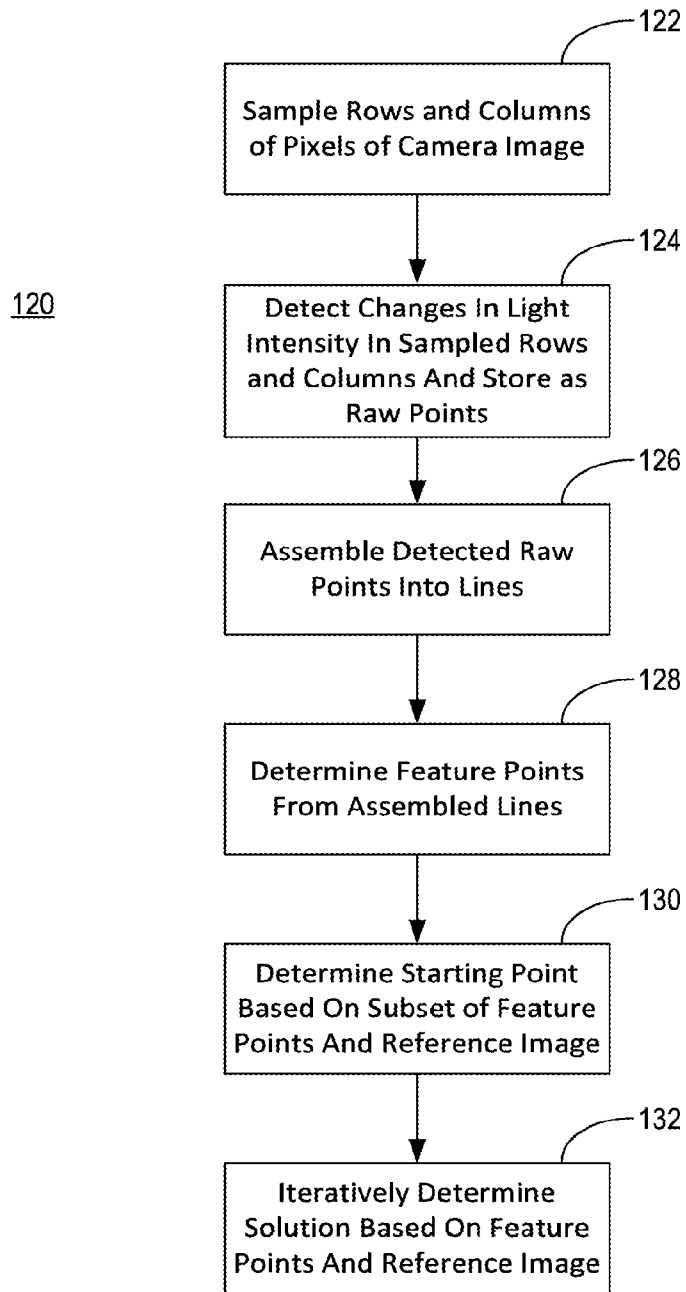 122
Sample Rows and Columns
of Pixels of Camera Image
124
120
Detect Changes In Light
Intensity In Sampled Rows
and Columns And Store as
Raw Points
126
Assemble Detected Raw
Points Into Lines
128
Determine Feature Points
From Assembled Lines
130
Determine Starting Point
Based On Subset of Feature
Points And Reference Image
132
Iteratively Determine
Solution Based On Feature
Points And Reference Image